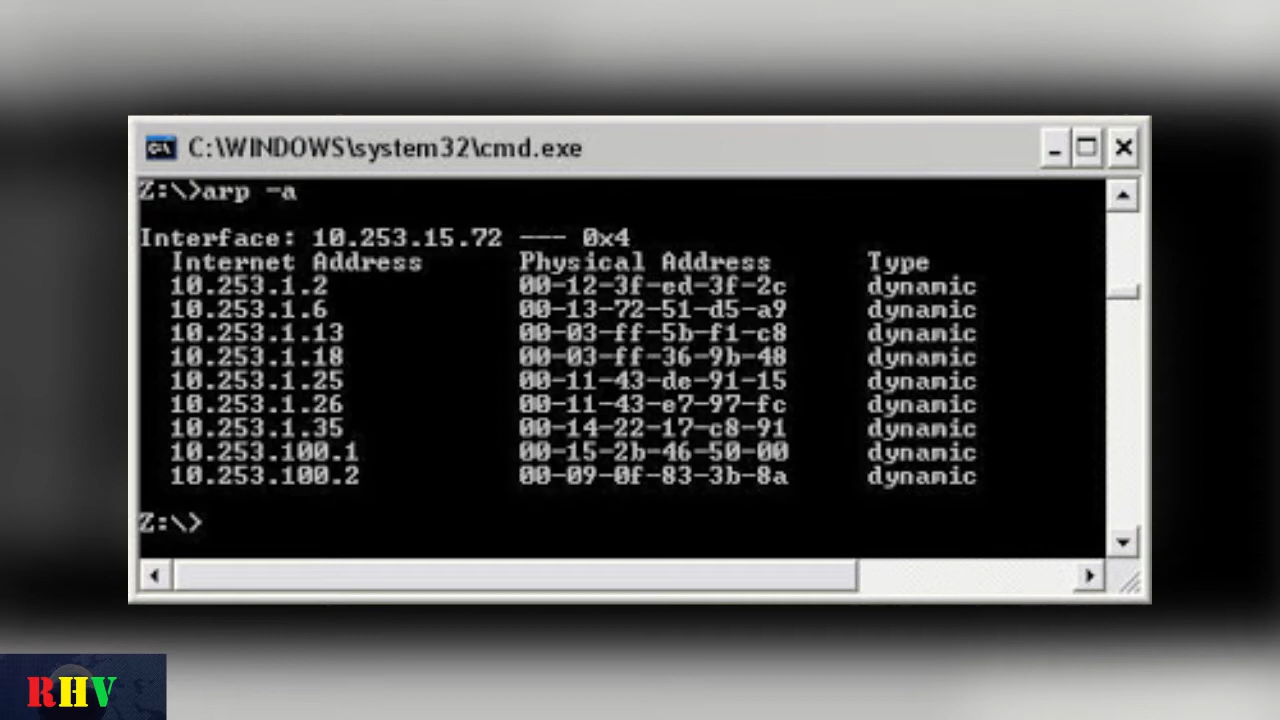 C:\WINDOWS\system32\cmd.exe
Z:\>arp -a
Interface: 10.253.15.72 --- 0x4
Internet Address Physical Address Type
10.253.1.2 00-12-3f-ed-3f-2c dynamic
10.253.1.6 00-13-72-51-d5-a9 dynamic
10.253.1.13 00-03-ff-5b-f1-c8 dynamic
10.253.1.18 00-03-ff-36-9b-48 dynamic
10.253.1.25 00-11-43-de-91-15 dynamic
10.253.1.26 00-11-43-e7-97-fc dynamic
10.253.1.35 00-14-22-17-c8-91 dynamic
10.253.100.1 00-15-2b-46-50-00 dynamic
10.253.100.2 00-09-0f-83-3b-8a dynamic
Z:\>
RHV